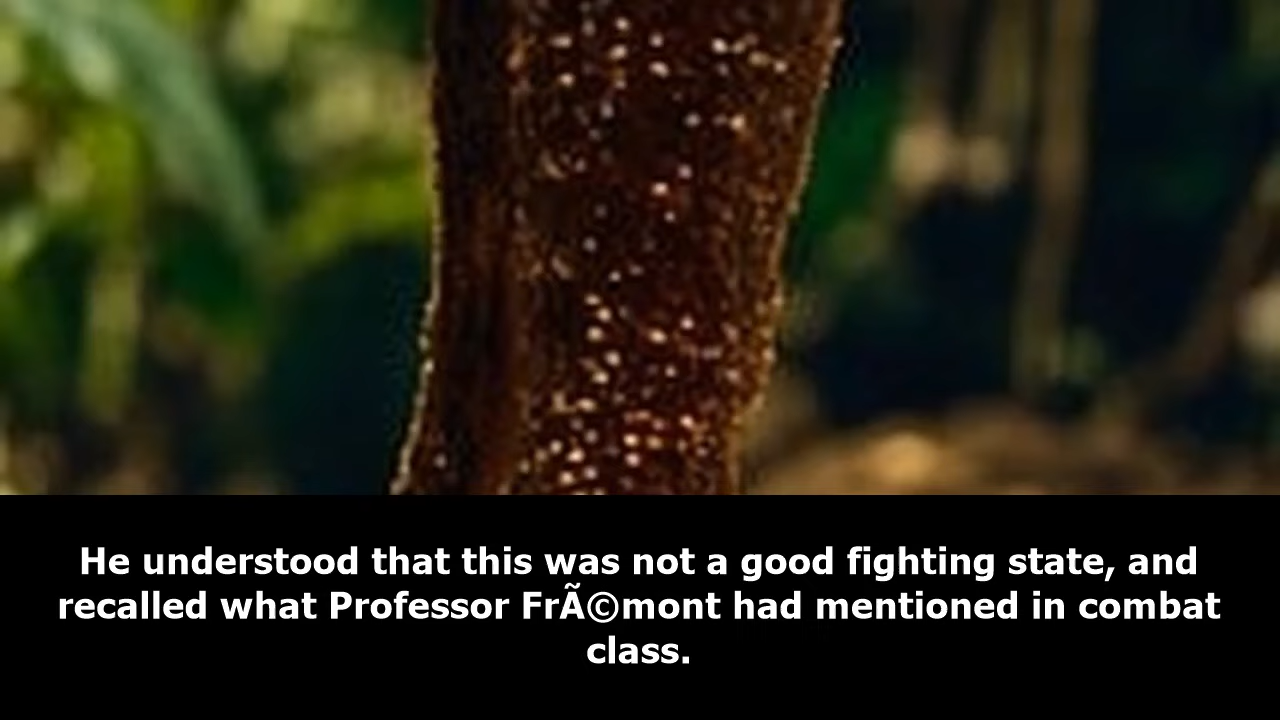 He understood that this was not a good fighting state, and
recalled what Professor FrÃ©mont had mentioned in combat
class.